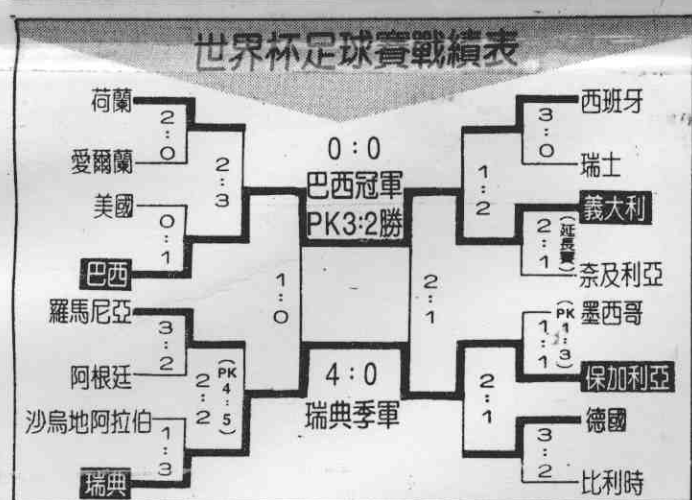 世界杯足球賽戰績表
荷蘭
2:0
愛爾蘭
2:3
美國
0:1
巴西
1:0
羅馬尼亞
3:2
阿根廷
2:2
(PK4:5)
沙烏地阿拉伯
1:3
瑞典
0:0
巴西冠軍
PK3:2勝
4:0
瑞典季軍
西班牙
3:0
瑞士
1:2
義大利
2:1
(延長賽)
奈及利亞
2:1
墨西哥
1:1
(PK1:3)
保加利亞
2:1
德國
3:2
比利時